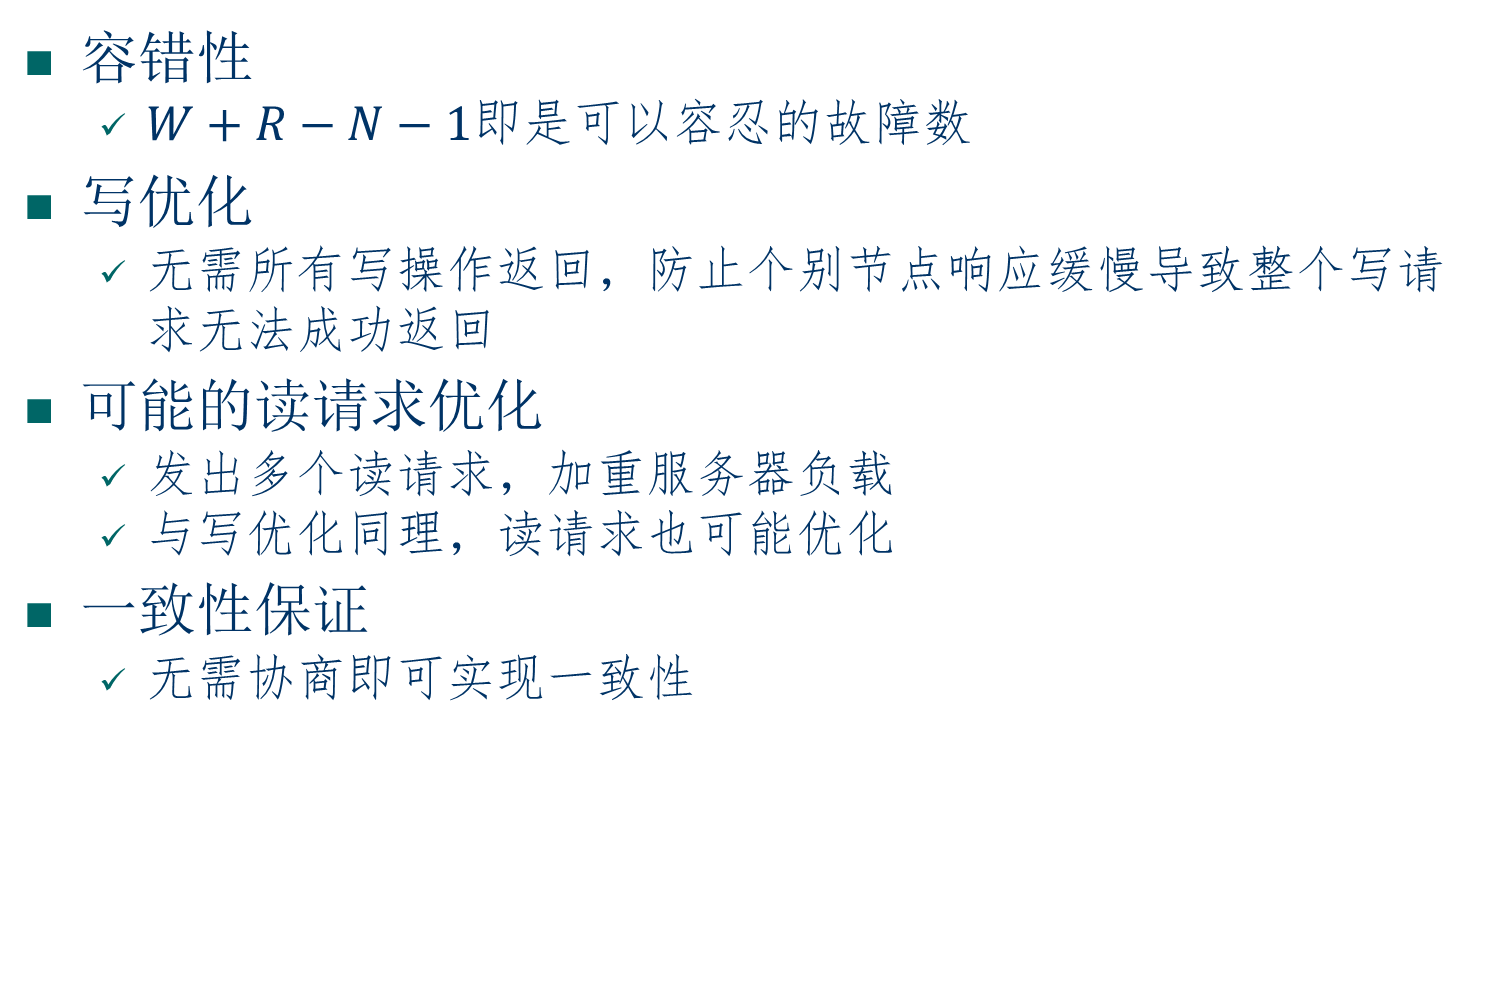 ■ 容错性
✓ W + R − N − 1即是可以容忍的故障数
■ 写优化
✓ 无需所有写操作返回，防止个别节点响应缓慢导致整个写请
求无法成功返回
■ 可能的读请求优化
✓ 发出多个读请求，加重服务器负载
✓ 与写优化同理，读请求也可能优化
■ 一致性保证
✓ 无需协商即可实现一致性